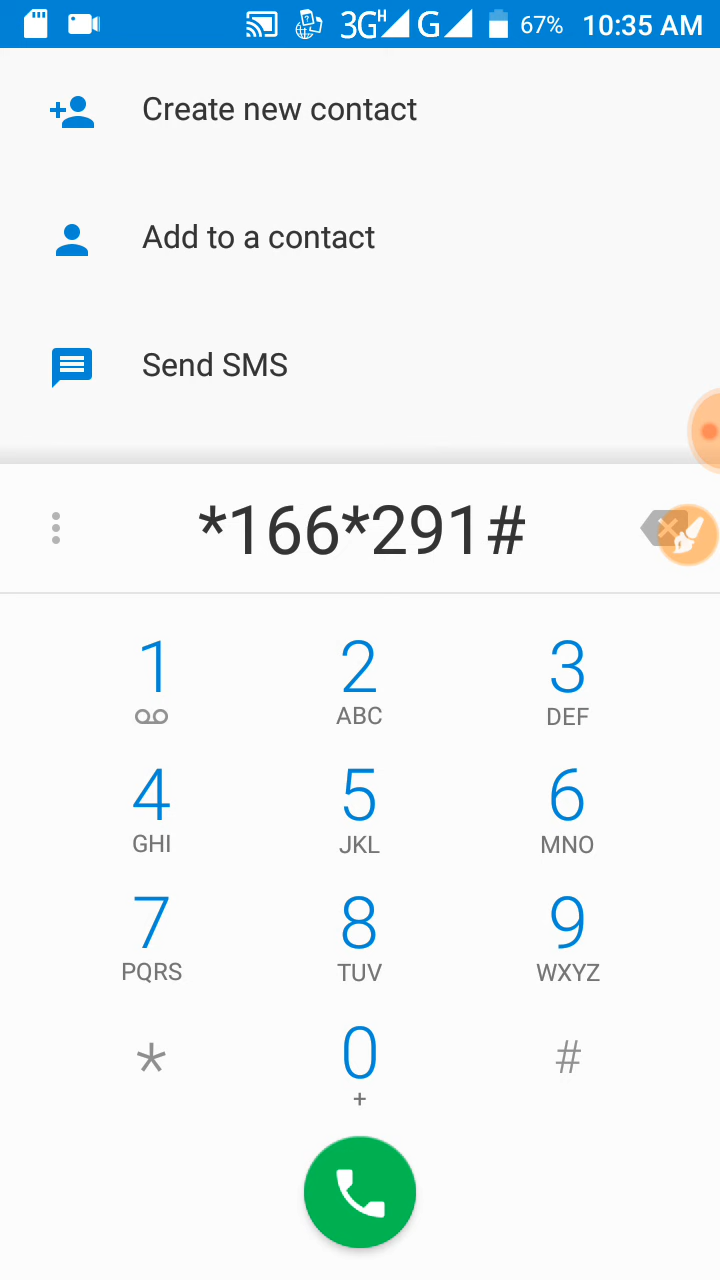 3G H G 67% 10:35 AM
Create new contact
Add to a contact
Send SMS
*166*291#
1 2 3
ABC DEF
4 5 6
GHI JKL MNO
7 8 9
PQRS TUV WXYZ
* 0 #
+